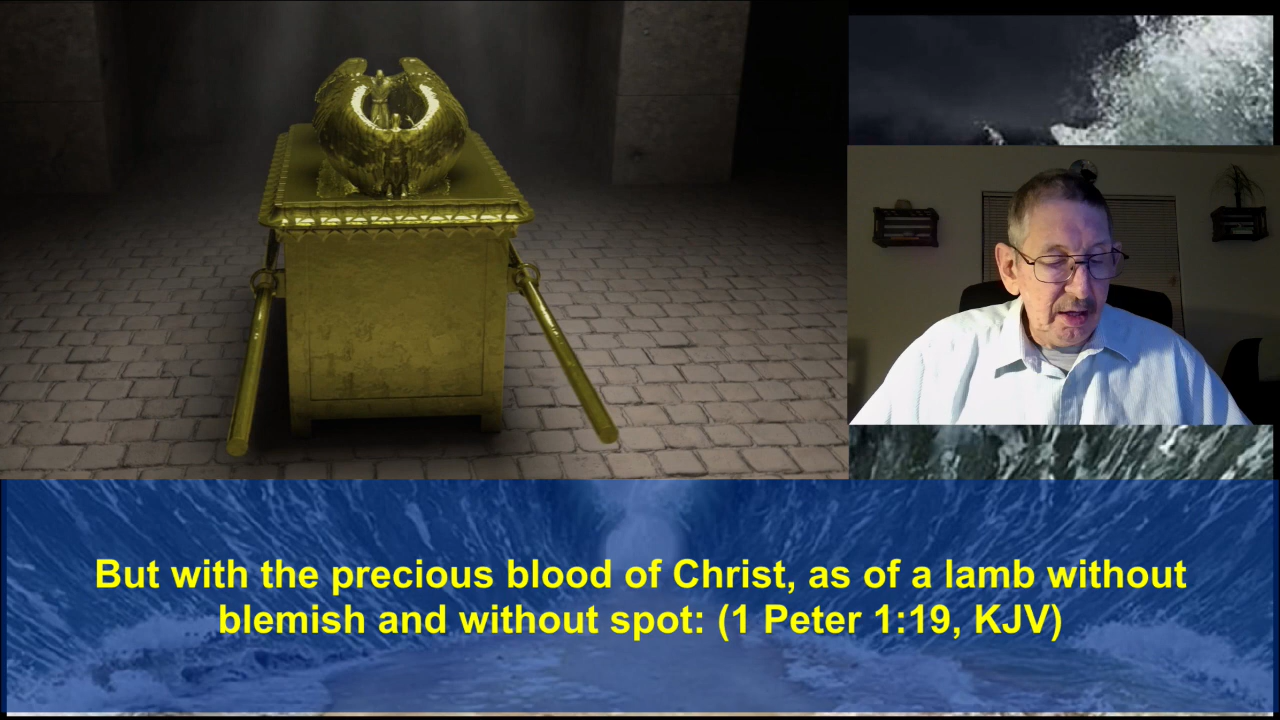 But with the precious blood of Christ, as of a lamb without
blemish and without spot: (1 Peter 1:19, KJV)